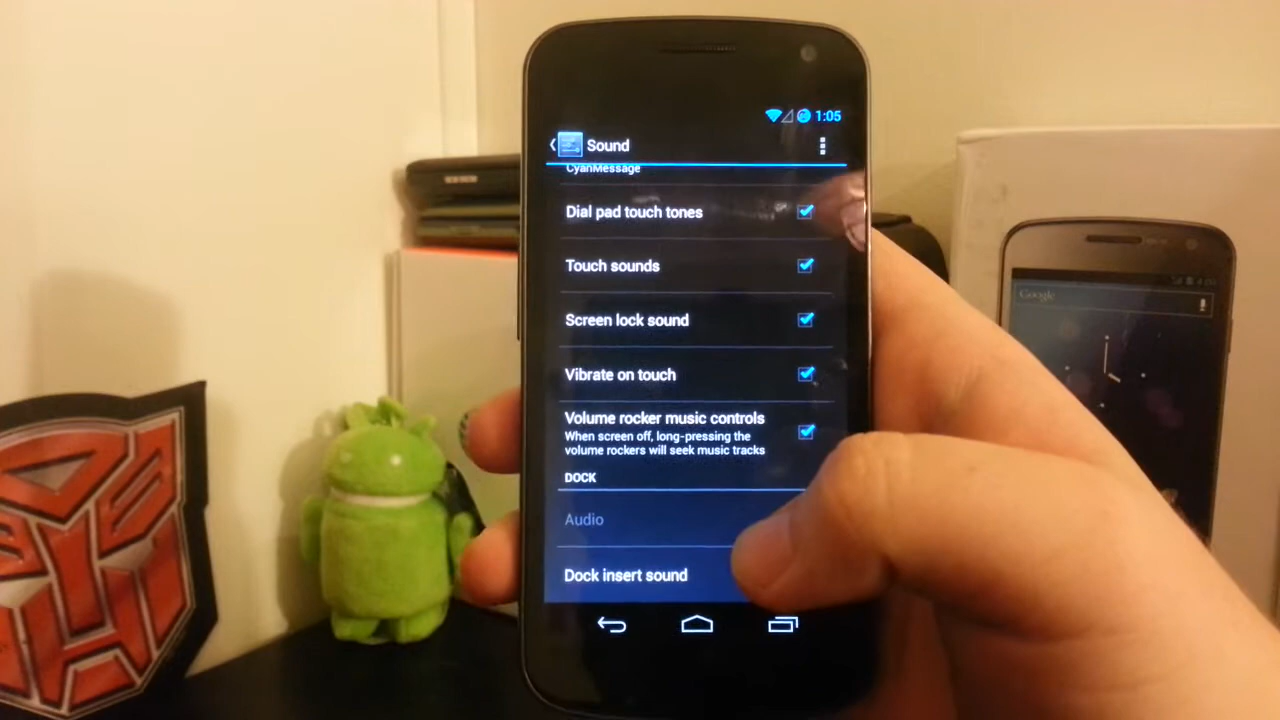 1:05
Sound
CyanMessage
Dial pad touch tones
Touch sounds
Screen lock sound
Vibrate on touch
Volume rocker music controls
When screen off, long-pressing the
volume rockers will seek music tracks
DOCK
Audio
Dock insert sound
Google